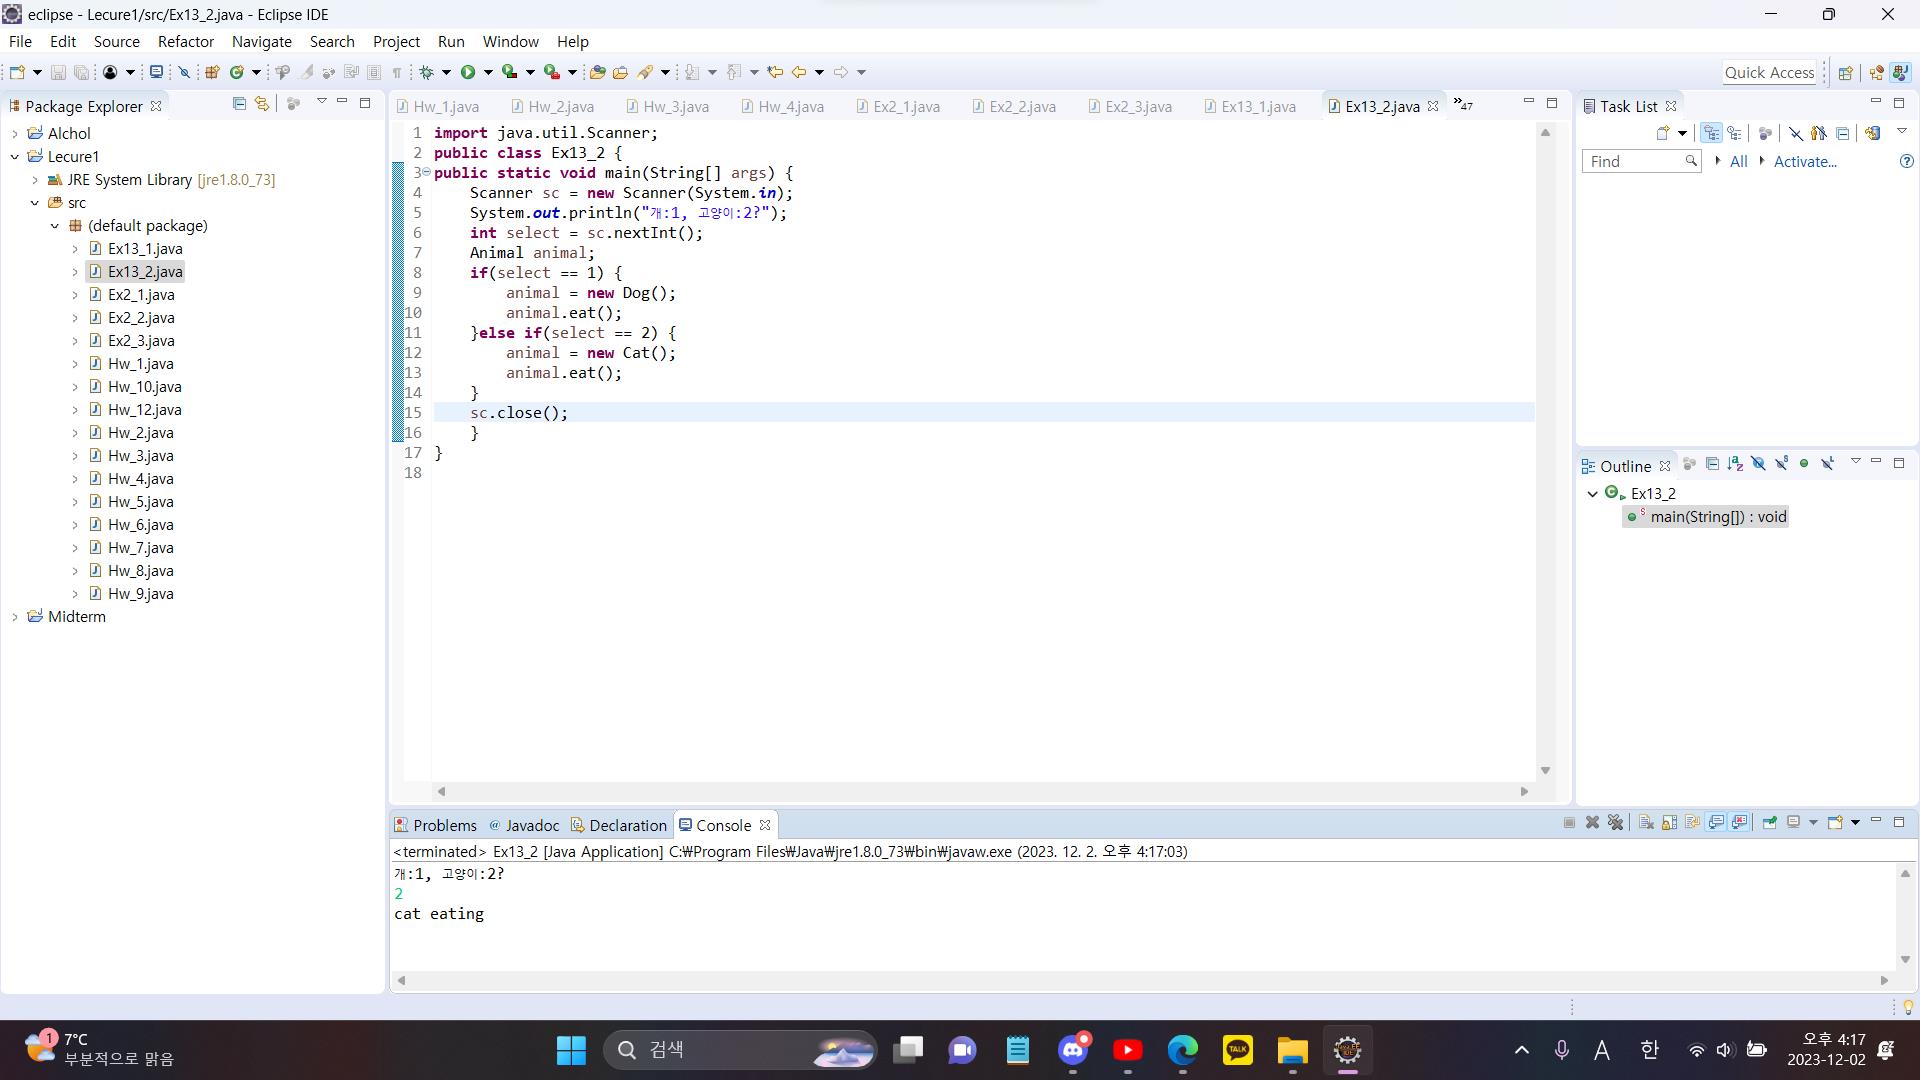 eclipse - Lecure1/src/Ex13_2.java - Eclipse IDE
File Edit Source Refactor Navigate Search Project Run Window Help
Quick Access
Package Explorer
Alchol
Lecure1
JRE System Library [jre1.8.0_73]
src
(default package)
Ex13_1.java
Ex13_2.java
Ex2_1.java
Ex2_2.java
Ex2_3.java
Hw_1.java
Hw_10.java
Hw_12.java
Hw_2.java
Hw_3.java
Hw_4.java
Hw_5.java
Hw_6.java
Hw_7.java
Hw_8.java
Hw_9.java
Midterm
Hw_1.java Hw_2.java Hw_3.java Hw_4.java Ex2_1.java Ex2_2.java Ex2_3.java Ex13_1.java Ex13_2.java »47
1 import java.util.Scanner;
2 public class Ex13_2 {
3 public static void main(String[] args) {
4 Scanner sc = new Scanner(System.in);
5 System.out.println("개:1, 고양이:2?");
6 int select = sc.nextInt();
7 Animal animal;
8 if(select == 1) {
9 animal = new Dog();
10 animal.eat();
11 }else if(select == 2) {
12 animal = new Cat();
13 animal.eat();
14 }
15 sc.close();
16 }
17 }
18
Task List
Find All Activate...
Outline
Ex13_2
main(String[]) : void
Problems @ Javadoc Declaration Console
<terminated> Ex13_2 [Java Application] C:₩Program Files₩Java₩jre1.8.0_73₩bin₩javaw.exe (2023. 12. 2. 오후 4:17:03)
개:1, 고양이:2?
2
cat eating
1
7°C
부분적으로 맑음
검색
TALK
A 한
오후 4:17
2023-12-02